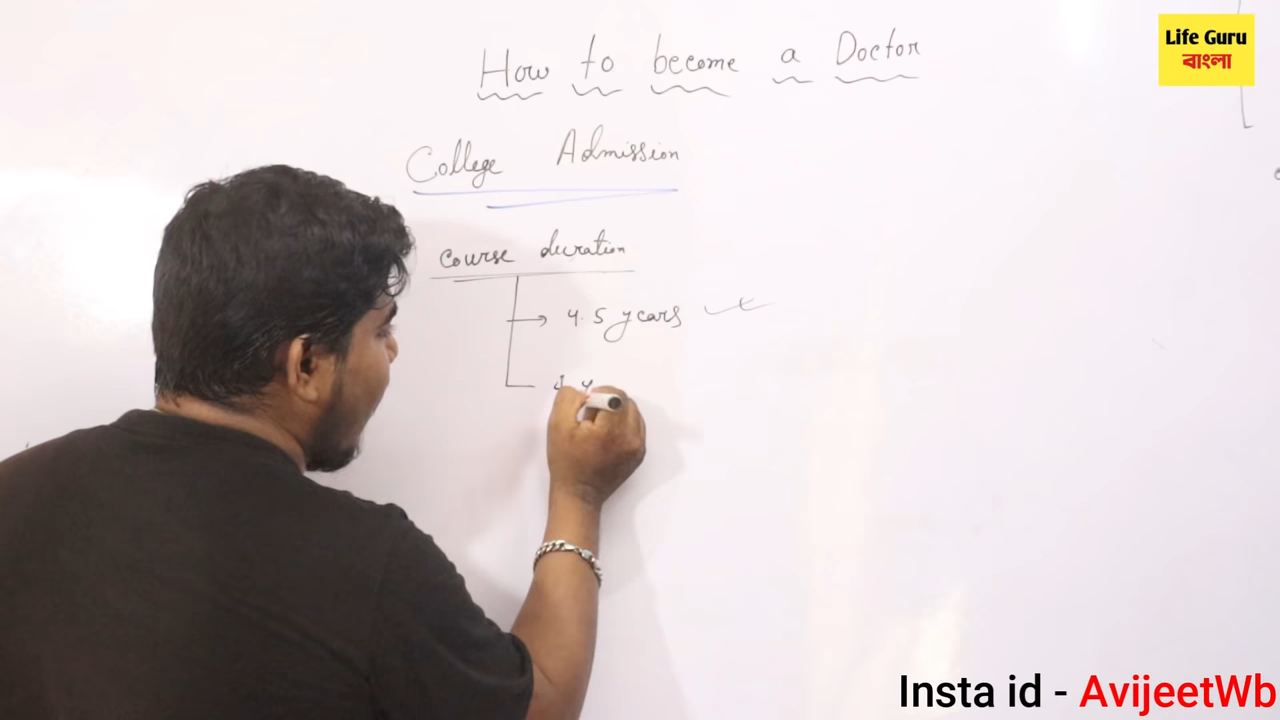 How to become a Doctor
Life Guru
বাংলা
College Admission
course duration
4.5 years
Insta id - AvijeetWb